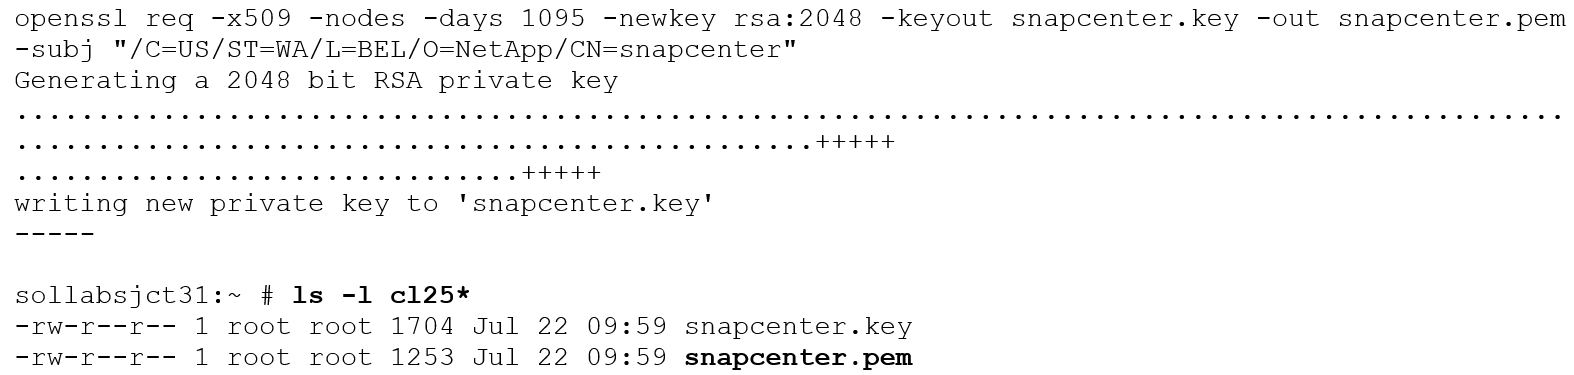 openssl req -x509 -nodes -days 1095 -newkey rsa:2048 -keyout snapcenter.key -out snapcenter.pem
-subj "/C=US/ST=WA/L=BEL/O=NetApp/CN=snapcenter"
Generating a 2048 bit RSA private key
...............................................................................................
.................................................+++++
...............................+++++
writing new private key to 'snapcenter.key'
-----
sollabsjct31:~ # ls -l cl25*
-rw-r--r-- 1 root root 1704 Jul 22 09:59 snapcenter.key
-rw-r--r-- 1 root root 1253 Jul 22 09:59 snapcenter.pem